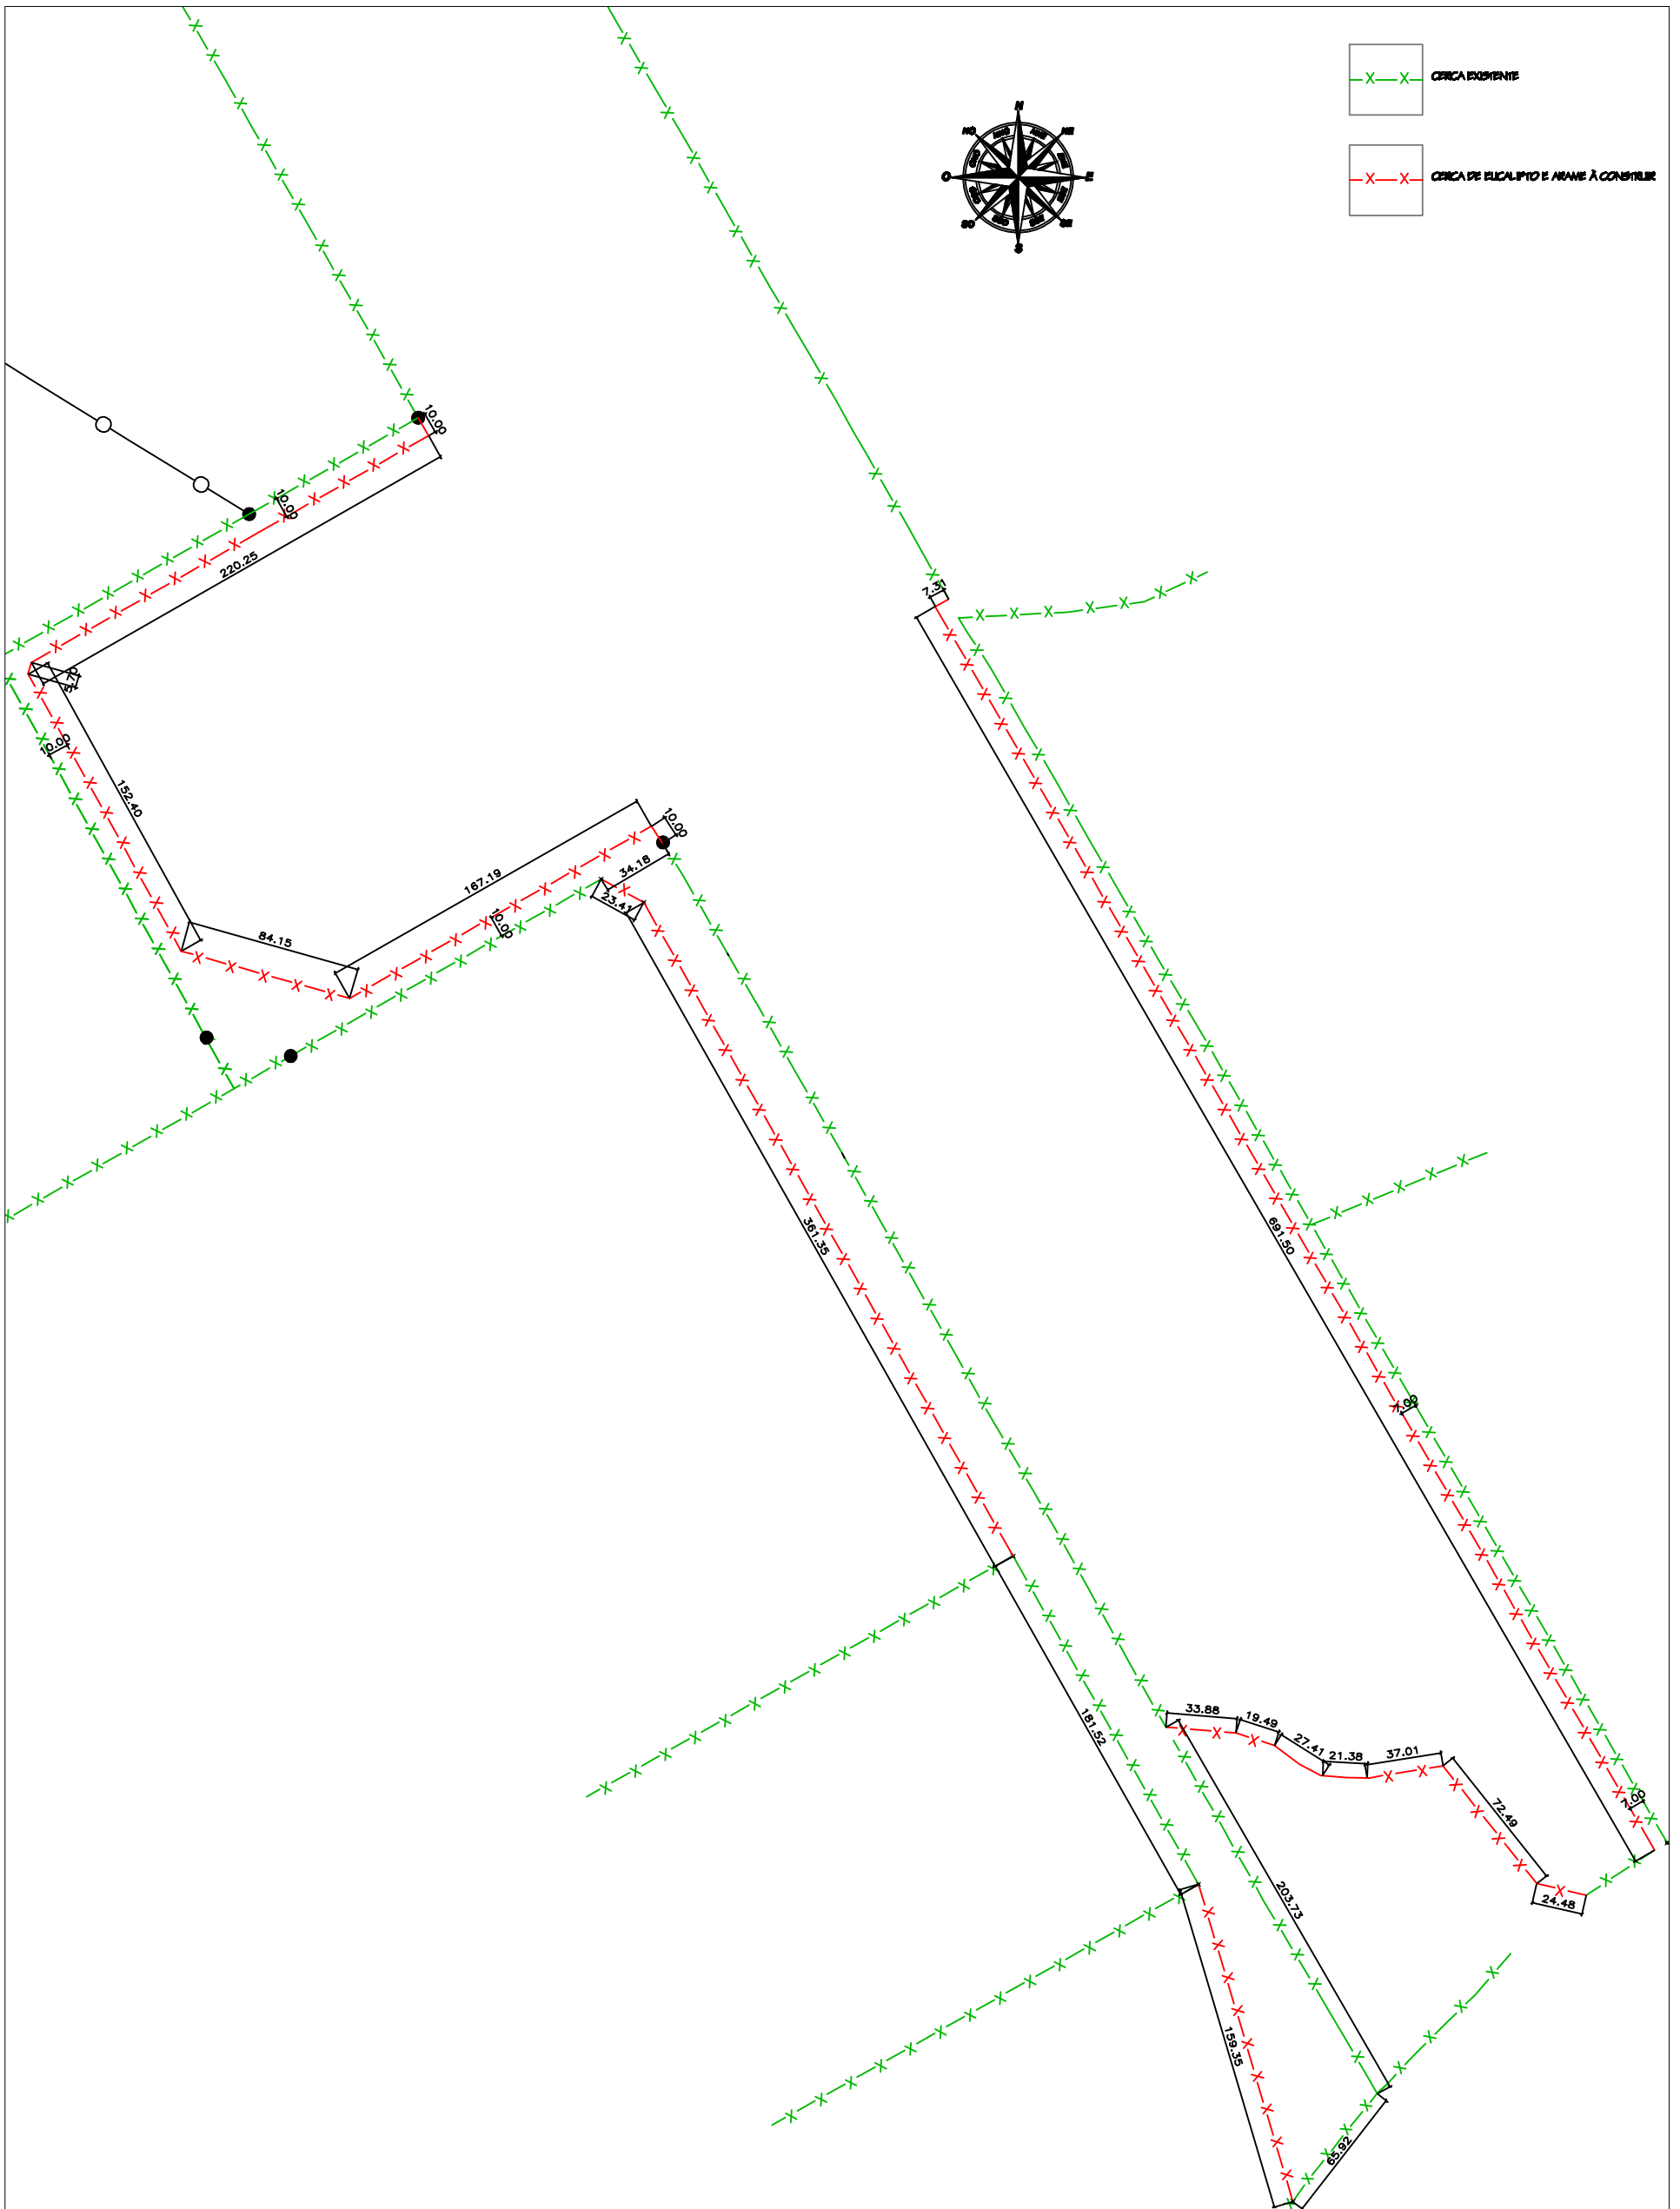 CERCA EXISTENTE
CERCA DE EUCALIPTO E ARAME À CONSTRUIR
N
NO
NE
O
E
SO
SE
S
10.00
10.00
220.25
5.70
10.00
152.40
84.15
167.19
10.00
34.18
23.41
10.00
7.37
361.35
691.50
7.00
181.52
33.88
19.49
27.41
21.38
37.01
72.49
7.00
24.48
203.73
159.35
65.92